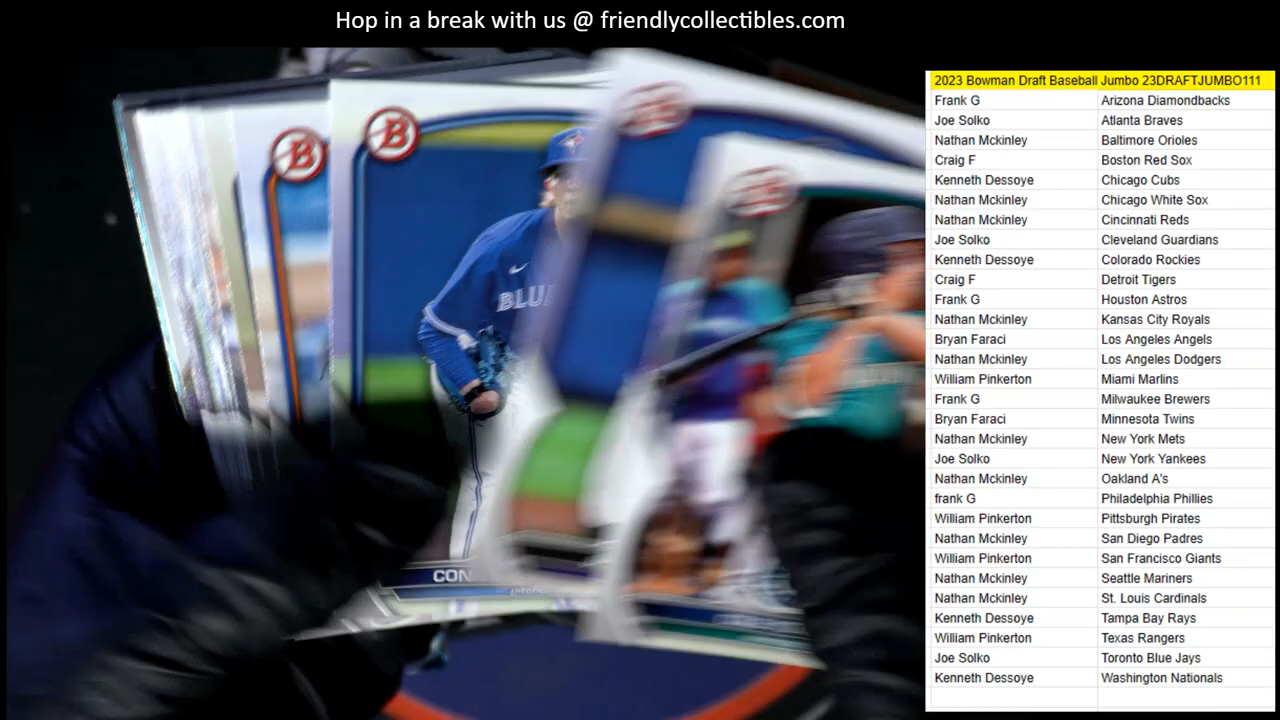 Hop in a break with us @ friendlycollectibles.com
2023 Bowman Draft Baseball Jumbo 23DRAFTJUMBO111
Frank G Arizona Diamondbacks
Joe Solko Atlanta Braves
Nathan Mckinley Baltimore Orioles
Craig F Boston Red Sox
Kenneth Dessoye Chicago Cubs
Nathan Mckinley Chicago White Sox
Nathan Mckinley Cincinnati Reds
Joe Solko Cleveland Guardians
Kenneth Dessoye Colorado Rockies
Craig F Detroit Tigers
Frank G Houston Astros
Nathan Mckinley Kansas City Royals
Bryan Faraci Los Angeles Angels
Nathan Mckinley Los Angeles Dodgers
William Pinkerton Miami Marlins
Frank G Milwaukee Brewers
Bryan Faraci Minnesota Twins
Nathan Mckinley New York Mets
Joe Solko New York Yankees
Nathan Mckinley Oakland A's
frank G Philadelphia Phillies
William Pinkerton Pittsburgh Pirates
Nathan Mckinley San Diego Padres
William Pinkerton San Francisco Giants
Nathan Mckinley Seattle Mariners
Nathan Mckinley St. Louis Cardinals
Kenneth Dessoye Tampa Bay Rays
William Pinkerton Texas Rangers
Joe Solko Toronto Blue Jays
Kenneth Dessoye Washington Nationals
B
B
BLU
CON